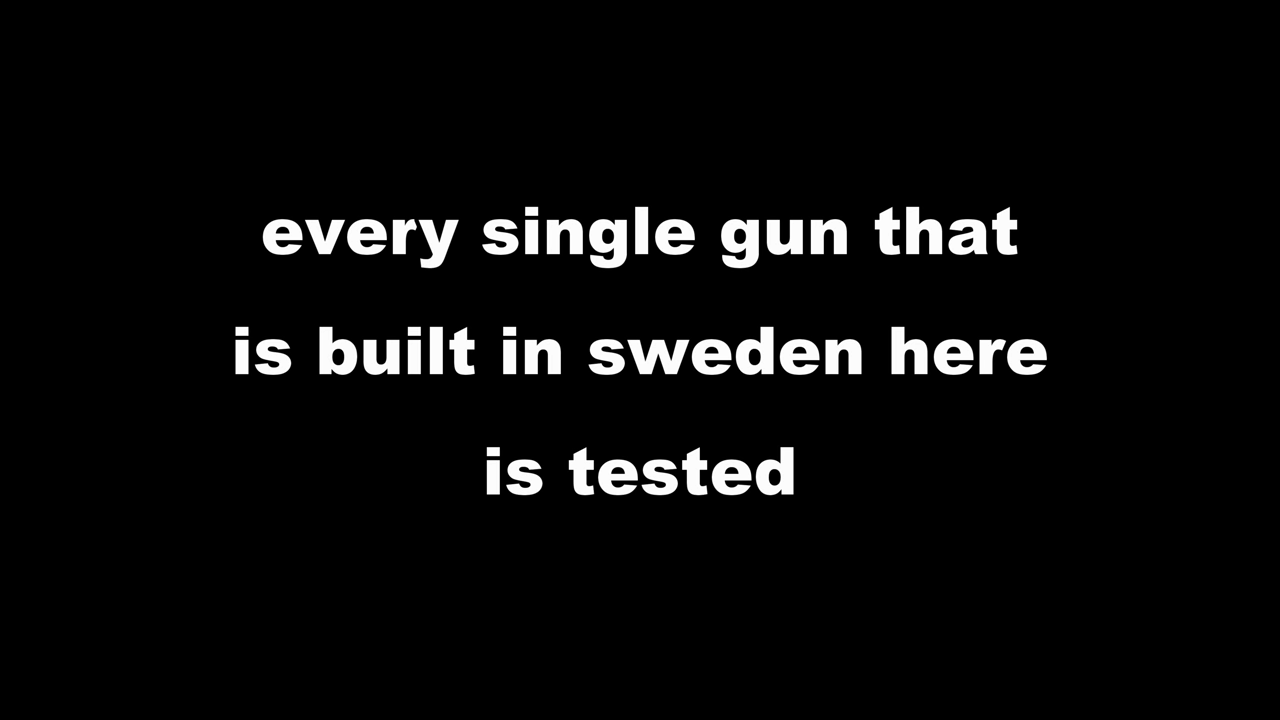 every single gun that
is built in sweden here
is tested